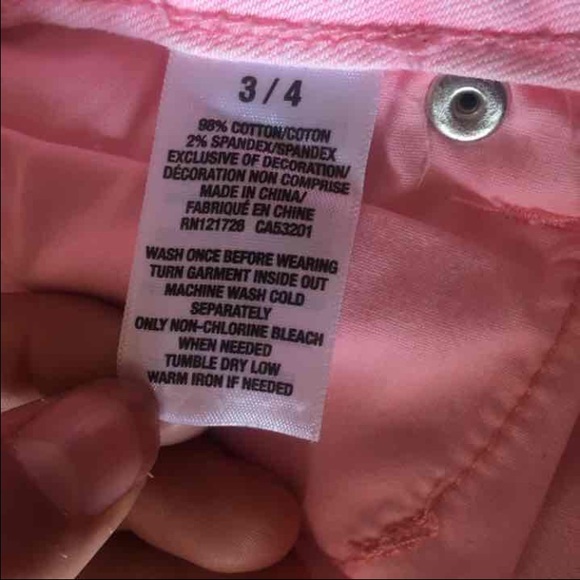 3 / 4
98% COTTON/COTON
2% SPANDEX/SPANDEX
EXCLUSIVE OF DECORATION/
DÉCORATION NON COMPRISE
MADE IN CHINA/
FABRIQUÉ EN CHINE
RN121726 CA53201
WASH ONCE BEFORE WEARING
TURN GARMENT INSIDE OUT
MACHINE WASH COLD
SEPARATELY
ONLY NON-CHLORINE BLEACH
WHEN NEEDED
TUMBLE DRY LOW
WARM IRON IF NEEDED